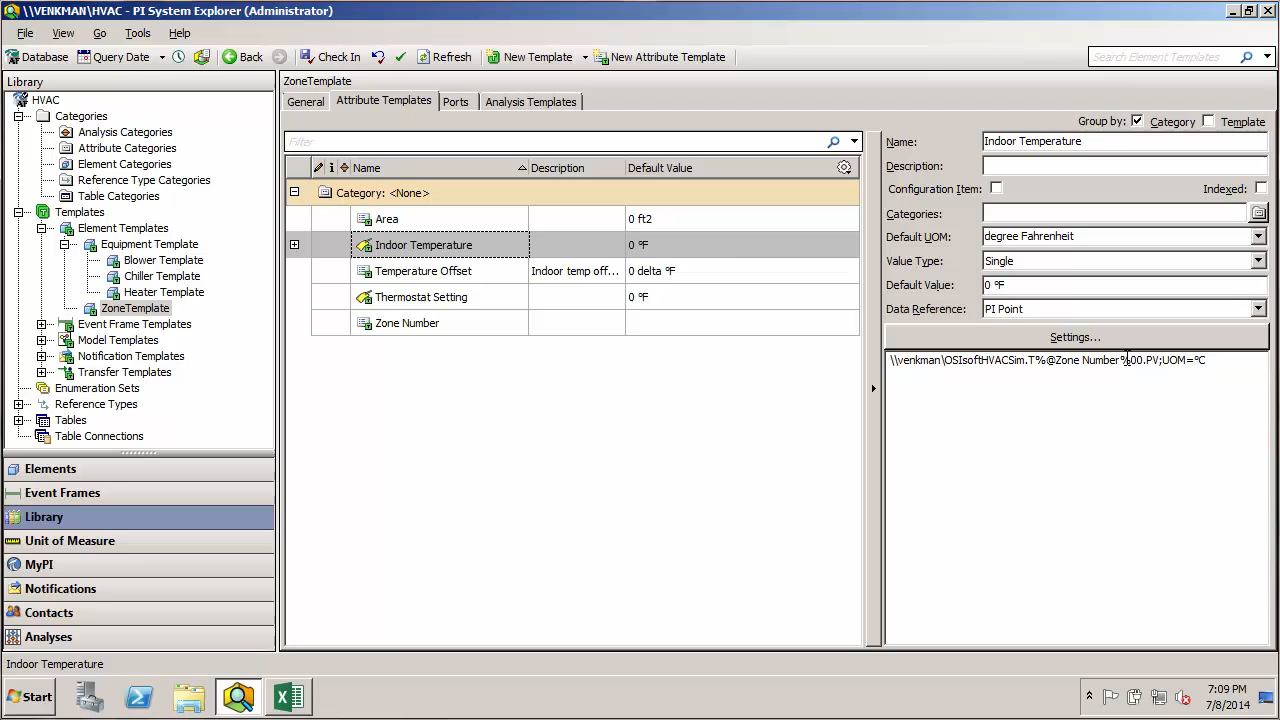 \\VENKMAN\HVAC - PI System Explorer (Administrator)
File View Go Tools Help
Database Query Date Back Check In Refresh New Template New Attribute Template Search Element Templates
Library
HVAC
Categories
Analysis Categories
Attribute Categories
Element Categories
Reference Type Categories
Table Categories
Templates
Element Templates
Equipment Template
Blower Template
Chiller Template
Heater Template
ZoneTemplate
Event Frame Templates
Model Templates
Notification Templates
Transfer Templates
Enumeration Sets
Reference Types
Tables
Table Connections
Elements
Event Frames
Library
Unit of Measure
MyPI
Notifications
Contacts
Analyses
ZoneTemplate
General Attribute Templates Ports Analysis Templates
Filter
Name Description Default Value
Category: <None>
Area 0 ft2
Indoor Temperature 0 °F
Temperature Offset Indoor temp off... 0 delta °F
Thermostat Setting 0 °F
Zone Number
Group by: Category Template
Name: Indoor Temperature
Description:
Configuration Item: Indexed:
Categories:
Default UOM: degree Fahrenheit
Value Type: Single
Default Value: 0 °F
Data Reference: PI Point
Settings...
\\venkman\OSIsoftHVACSim.T%@Zone Number%00.PV;UOM=°C
Indoor Temperature
Start
7:09 PM
7/8/2014